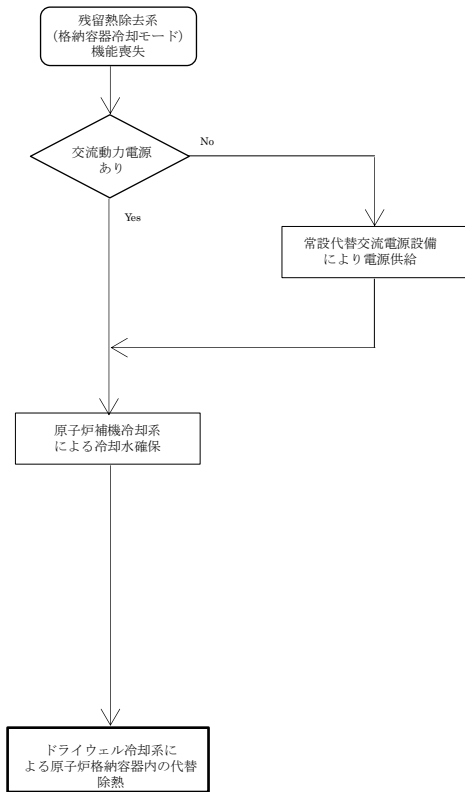 残留熱除去系
（格納容器冷却モード）
機能喪失
交流動力電源
あり
No
Yes
常設代替交流電源設備
により電源供給
原子炉補機冷却系
による冷却水確保
ドライウェル冷却系に
よる原子炉格納容器内の代替
除熱